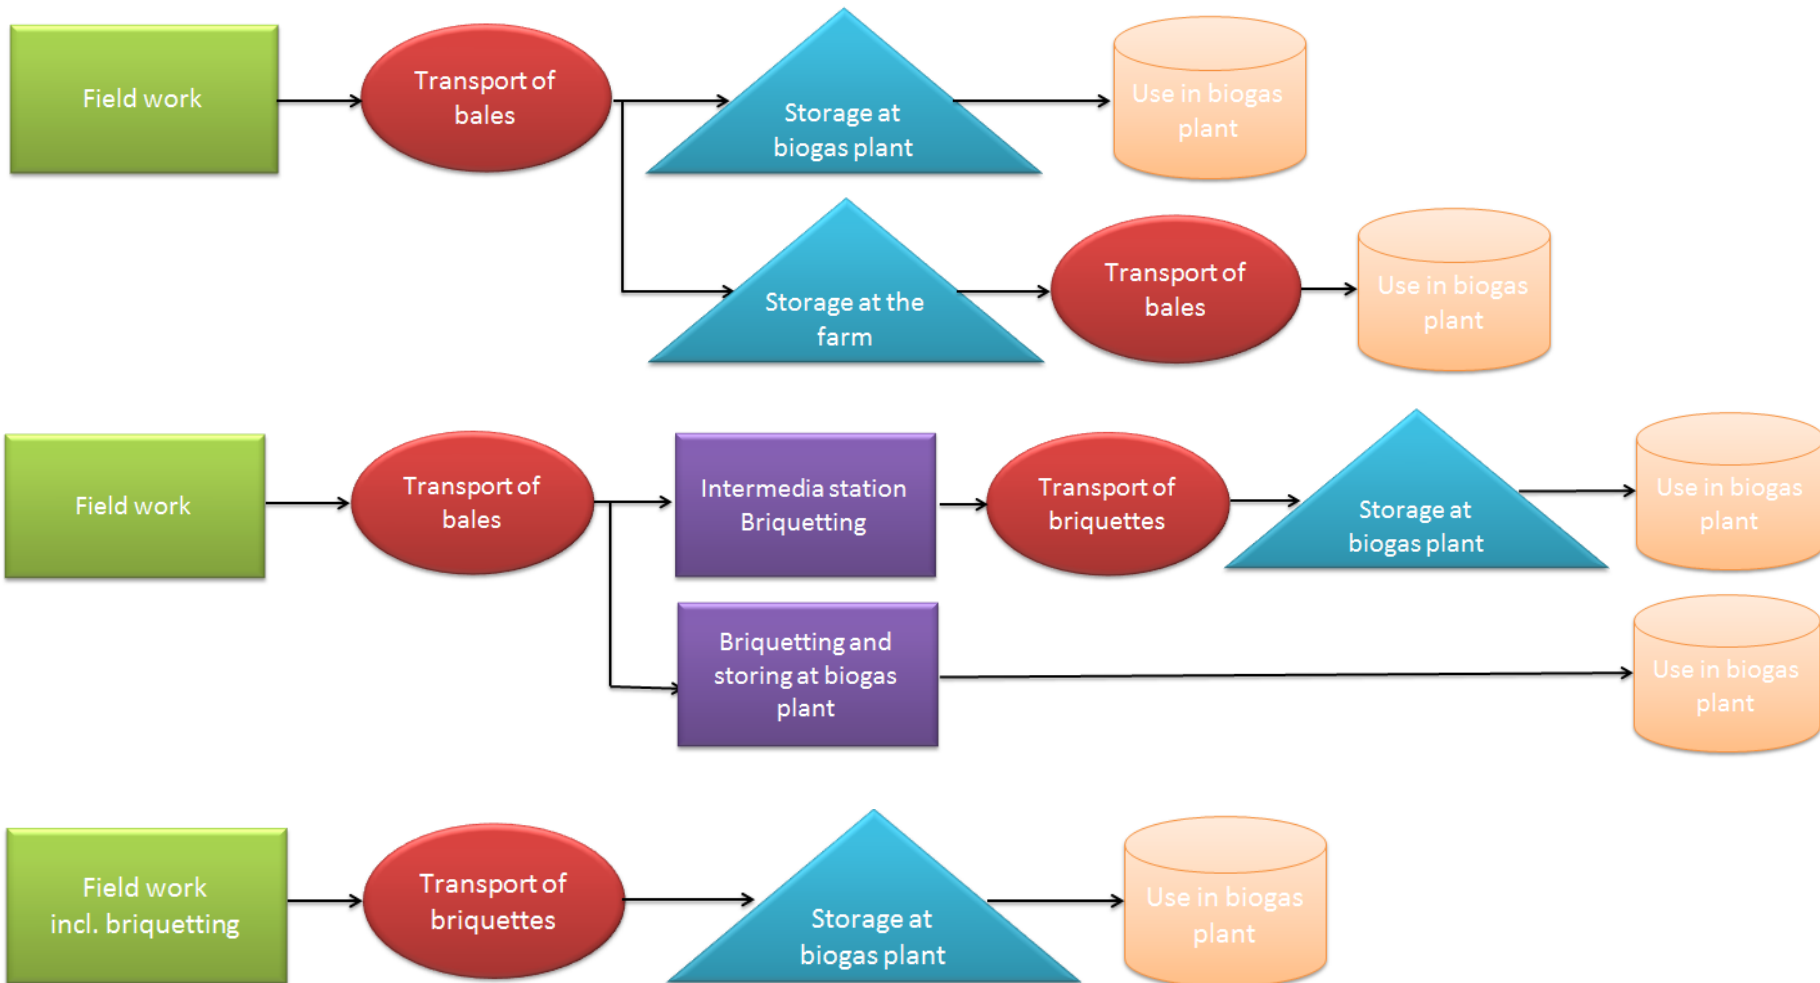 Field work
Transport of
bales
Storage at
biogas plant
Use in biogas
plant
Storage at the
farm
Transport of
bales
Use in biogas
plant
Field work
Transport of
bales
Intermedia station
Briquetting
Transport of
briquettes
Storage at
biogas plant
Use in biogas
plant
Briquetting and
storing at biogas
plant
Use in biogas
plant
Field work
incl. briquetting
Transport of
briquettes
Storage at
biogas plant
Use in biogas
plant